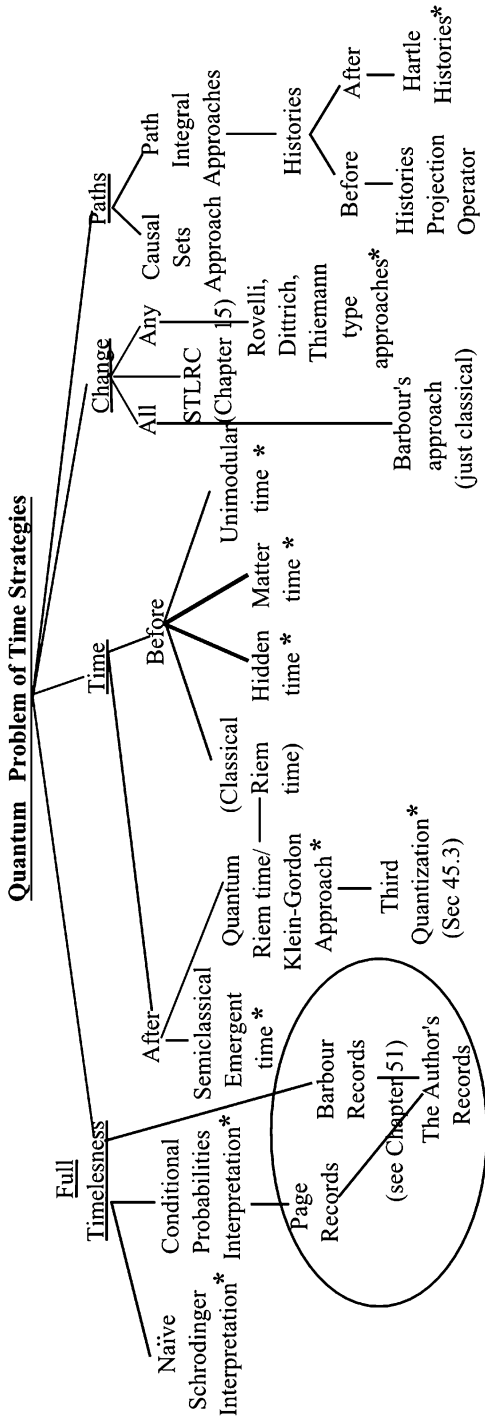 Quantum Problem of Time Strategies
Full
Timelesness
Time
Change
Paths
Naïve
Schrodinger
Interpretation*
Conditional
Probabilities
Interpretation*
Page
Records
Barbour
Records
(see Chapter 51)
The Author's
Records
After
Semiclassical
Emergent
time*
Quantum
Riem time/
Klein-Gordon
Approach*
Third
Quantization*
(Sec 45.3)
Before
(Classical
Riem
time)
Hidden
time*
Matter
time*
Unimodular
time *
All
STLRC
(Chapter 15)
Any
Barbour's
approach
(just classical)
Rovelli,
Dittrich,
Thiemann
type
approaches*
Causal
Sets
Approach
Path
Integral
Approaches
Histories
Before
After
Histories
Projection
Operator
Hartle
Histories*